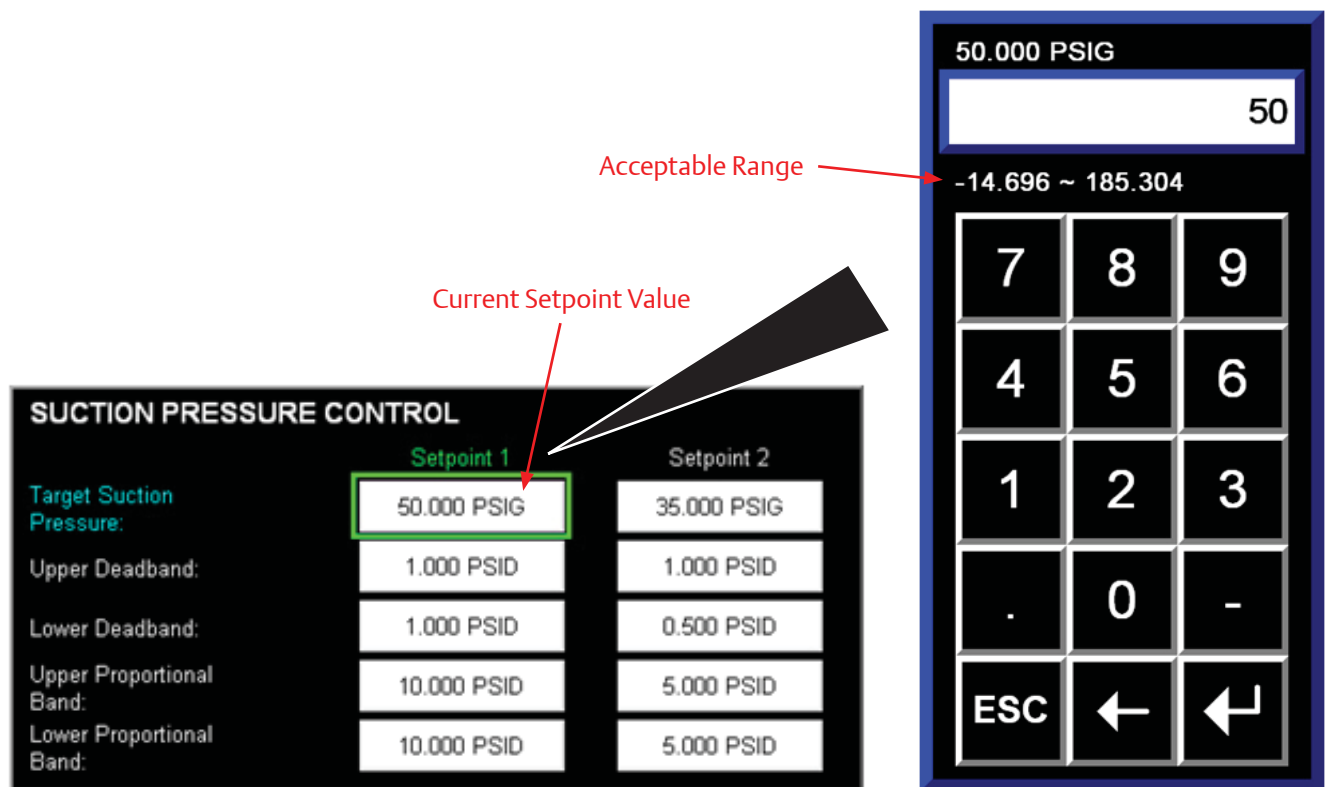 50.000 PSIG
50
Acceptable Range
-14.696 ~ 185.304
7 8 9
4 5 6
1 2 3
. 0 -
ESC
Current Setpoint Value
SUCTION PRESSURE CONTROL
Setpoint 1 Setpoint 2
Target Suction
Pressure:
50.000 PSIG 35.000 PSIG
Upper Deadband: 1.000 PSID 1.000 PSID
Lower Deadband: 1.000 PSID 0.500 PSID
Upper Proportional
Band:
10.000 PSID 5.000 PSID
Lower Proportional
Band:
10.000 PSID 5.000 PSID